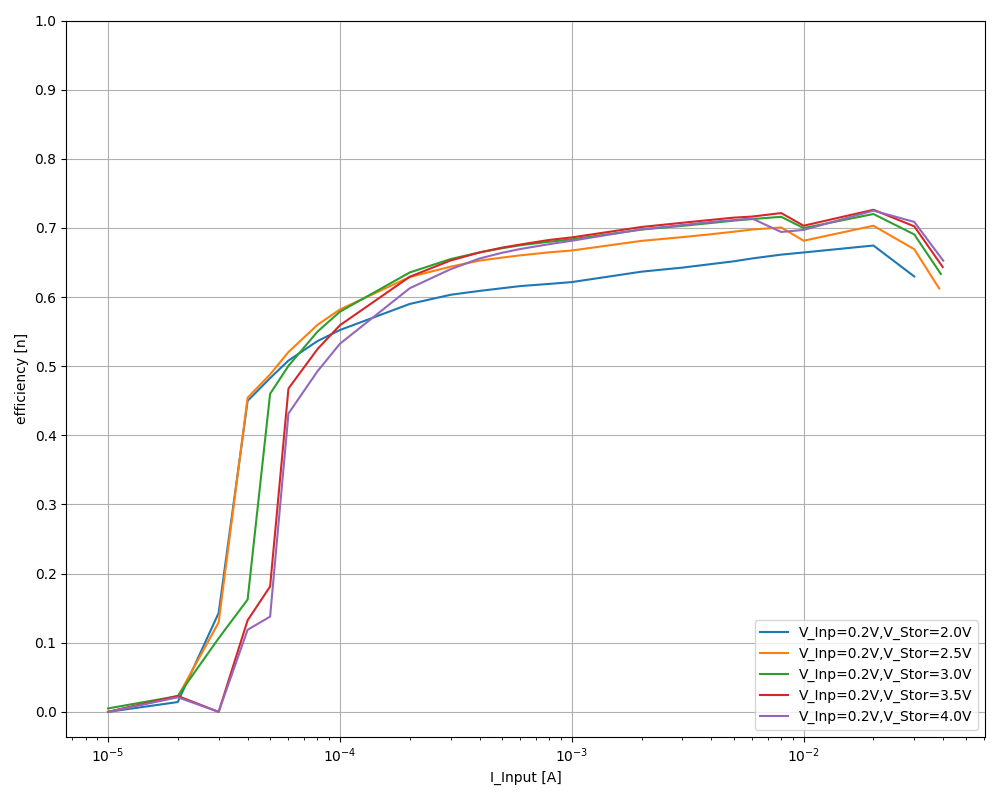 1.0
0.9
0.8
0.7
0.6
0.5
0.4
0.3
0.2
0.1
0.0
efficiency [n]
10⁻⁵
10⁻⁴
10⁻³
10⁻²
I_Input [A]
V_Inp=0.2V,V_Stor=2.0V
V_Inp=0.2V,V_Stor=2.5V
V_Inp=0.2V,V_Stor=3.0V
V_Inp=0.2V,V_Stor=3.5V
V_Inp=0.2V,V_Stor=4.0V